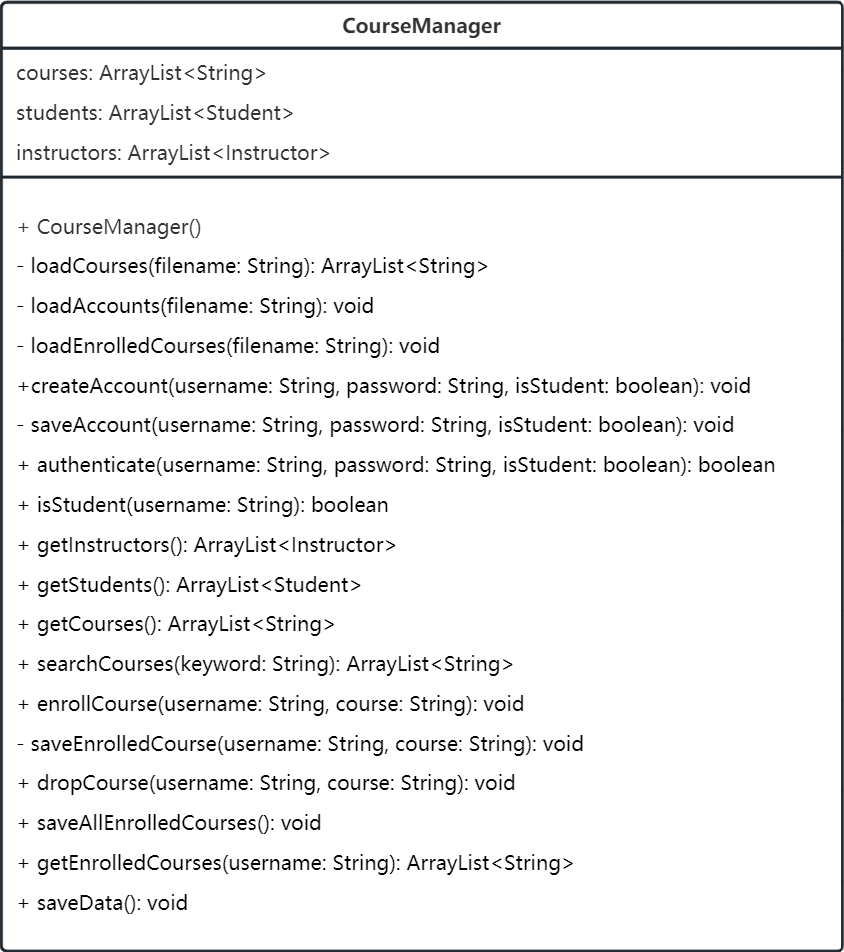 CourseManager
courses: ArrayList<String>
students: ArrayList<Student>
instructors: ArrayList<Instructor>
+ CourseManager()
- loadCourses(filename: String): ArrayList<String>
- loadAccounts(filename: String): void
- loadEnrolledCourses(filename: String): void
+createAccount(username: String, password: String, isStudent: boolean): void
- saveAccount(username: String, password: String, isStudent: boolean): void
+ authenticate(username: String, password: String, isStudent: boolean): boolean
+ isStudent(username: String): boolean
+ getInstructors(): ArrayList<Instructor>
+ getStudents(): ArrayList<Student>
+ getCourses(): ArrayList<String>
+ searchCourses(keyword: String): ArrayList<String>
+ enrollCourse(username: String, course: String): void
- saveEnrolledCourse(username: String, course: String): void
+ dropCourse(username: String, course: String): void
+ saveAllEnrolledCourses(): void
+ getEnrolledCourses(username: String): ArrayList<String>
+ saveData(): void